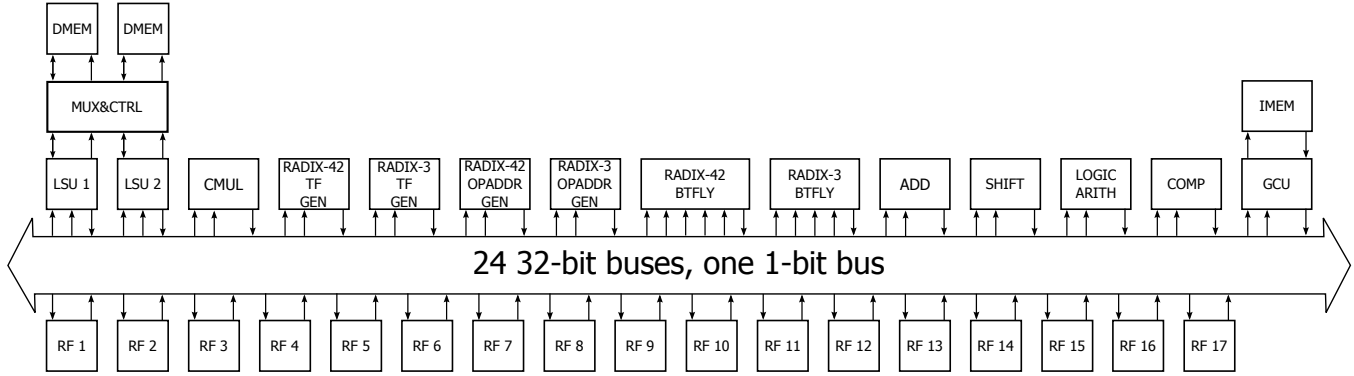 DMEM
DMEM
MUX&CTRL
IMEM
LSU 1
LSU 2
CMUL
RADIX-42
TF
GEN
RADIX-3
TF
GEN
RADIX-42
OPADDR
GEN
RADIX-3
OPADDR
GEN
RADIX-42
BTFLY
RADIX-3
BTFLY
ADD
SHIFT
LOGIC
ARITH
COMP
GCU
24 32-bit buses, one 1-bit bus
RF 1
RF 2
RF 3
RF 4
RF 5
RF 6
RF 7
RF 8
RF 9
RF 10
RF 11
RF 12
RF 13
RF 14
RF 15
RF 16
RF 17